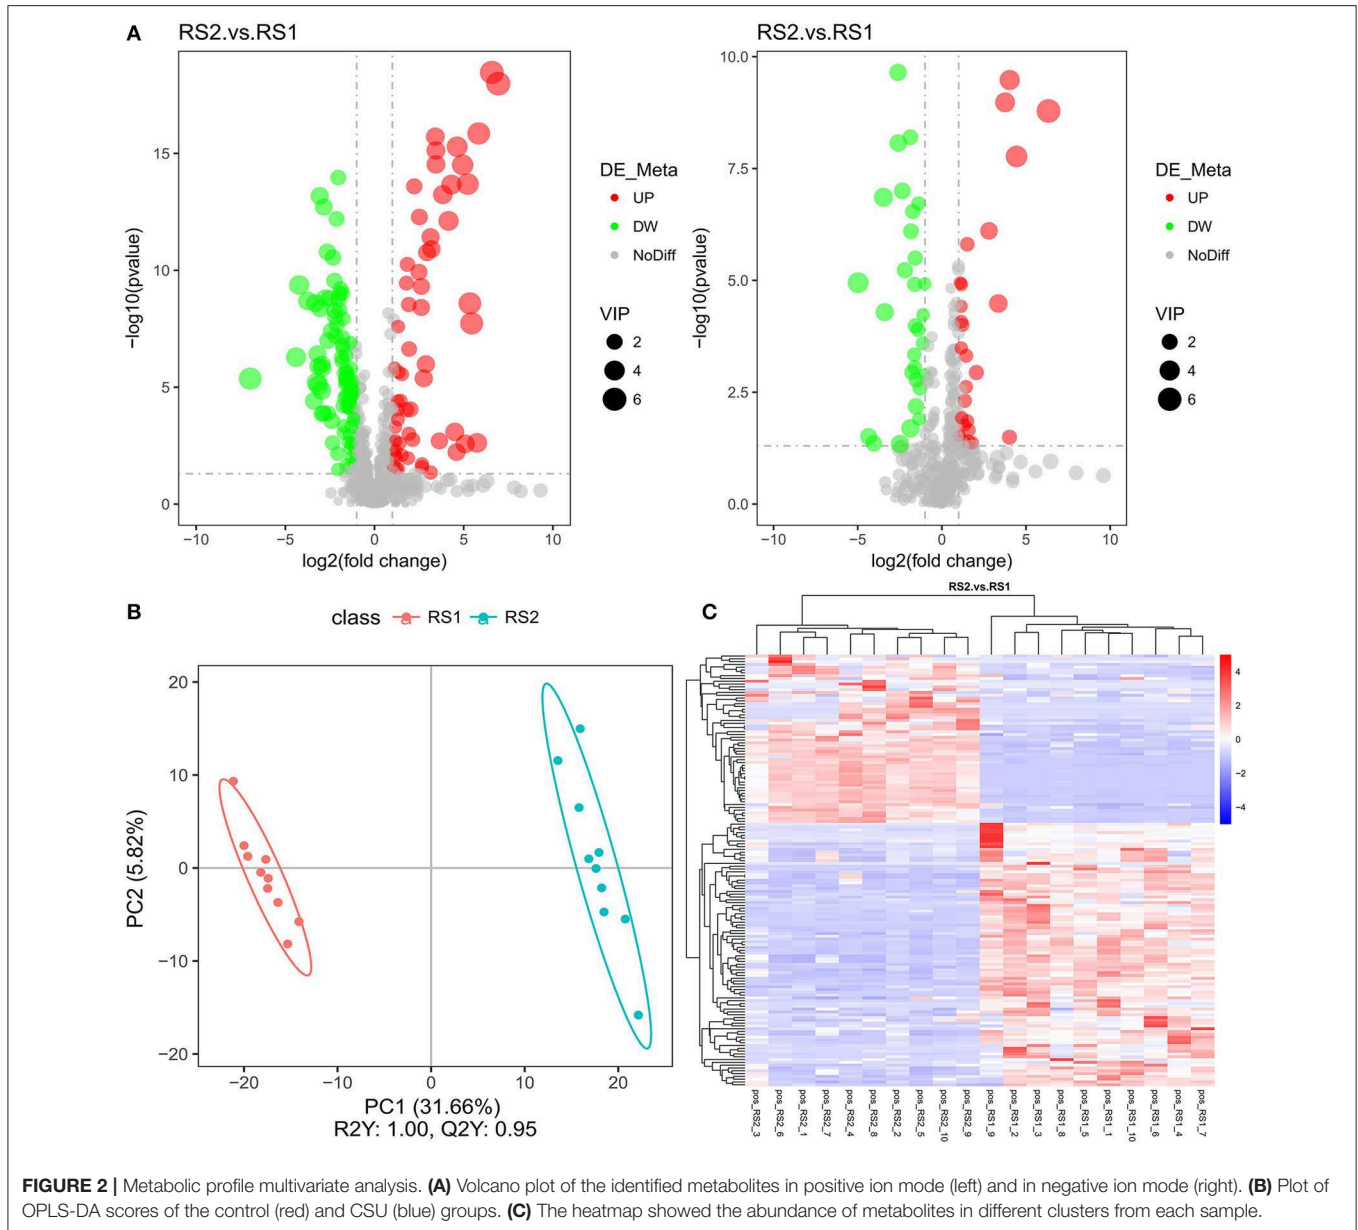 A
RS2.vs.RS1
−log10(pvalue)
15
10
5
0
−10 −5 0 5 10
log2(fold change)
DE_Meta
UP
DW
NoDiff
VIP
2
4
6
RS2.vs.RS1
−log10(pvalue)
10.0
7.5
5.0
2.5
0.0
−10 −5 0 5 10
log2(fold change)
DE_Meta
UP
DW
NoDiff
VIP
2
4
6
B
class a RS1 a RS2
PC2 (5.82%)
20
10
0
−10
−20
−20 −10 0 10 20
PC1 (31.66%)
R2Y: 1.00, Q2Y: 0.95
C
RS2.vs.RS1
4
2
0
−2
−4
pos_RS2_3
pos_RS2_6
pos_RS2_1
pos_RS2_7
pos_RS2_4
pos_RS2_8
pos_RS2_2
pos_RS2_5
pos_RS2_10
pos_RS2_9
pos_RS1_9
pos_RS1_2
pos_RS1_3
pos_RS1_8
pos_RS1_5
pos_RS1_1
pos_RS1_10
pos_RS1_6
pos_RS1_4
pos_RS1_7
FIGURE 2 | Metabolic profile multivariate analysis. (A) Volcano plot of the identified metabolites in positive ion mode (left) and in negative ion mode (right). (B) Plot of
OPLS-DA scores of the control (red) and CSU (blue) groups. (C) The heatmap showed the abundance of metabolites in different clusters from each sample.